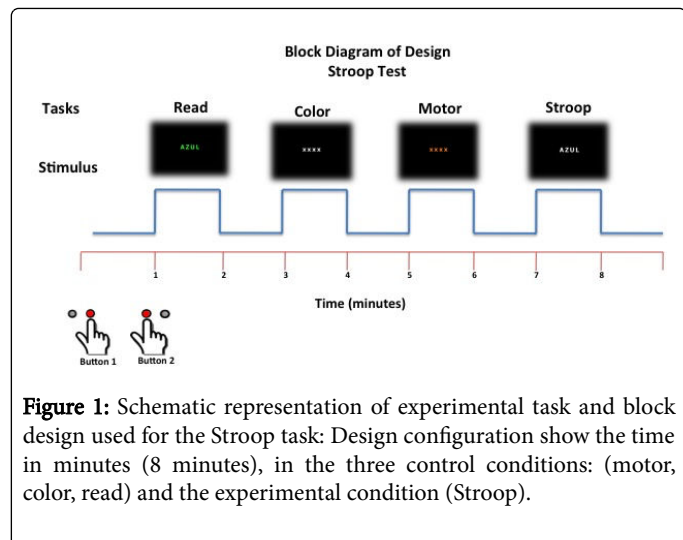 Block Diagram of Design
Stroop Test
Tasks
Read
Color
Motor
Stroop
AZUL
XXXX
XXXX
AZUL
Stimulus
1 2 3 4 5 6 7 8
Time (minutes)
Button 1 Button 2
Figure 1: Schematic representation of experimental task and block
design used for the Stroop task: Design configuration show the time
in minutes (8 minutes), in the three control conditions: (motor,
color, read) and the experimental condition (Stroop).